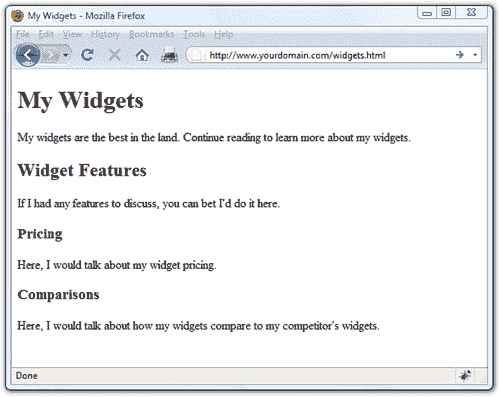 My Widgets - Mozilla Firefox
File Edit View History Bookmarks Tools Help
http://www.yourdomain.com/widgets.html
My Widgets
My widgets are the best in the land. Continue reading to learn more about my widgets.
Widget Features
If I had any features to discuss, you can bet I'd do it here.
Pricing
Here, I would talk about my widget pricing.
Comparisons
Here, I would talk about how my widgets compare to my competitor's widgets.
Done